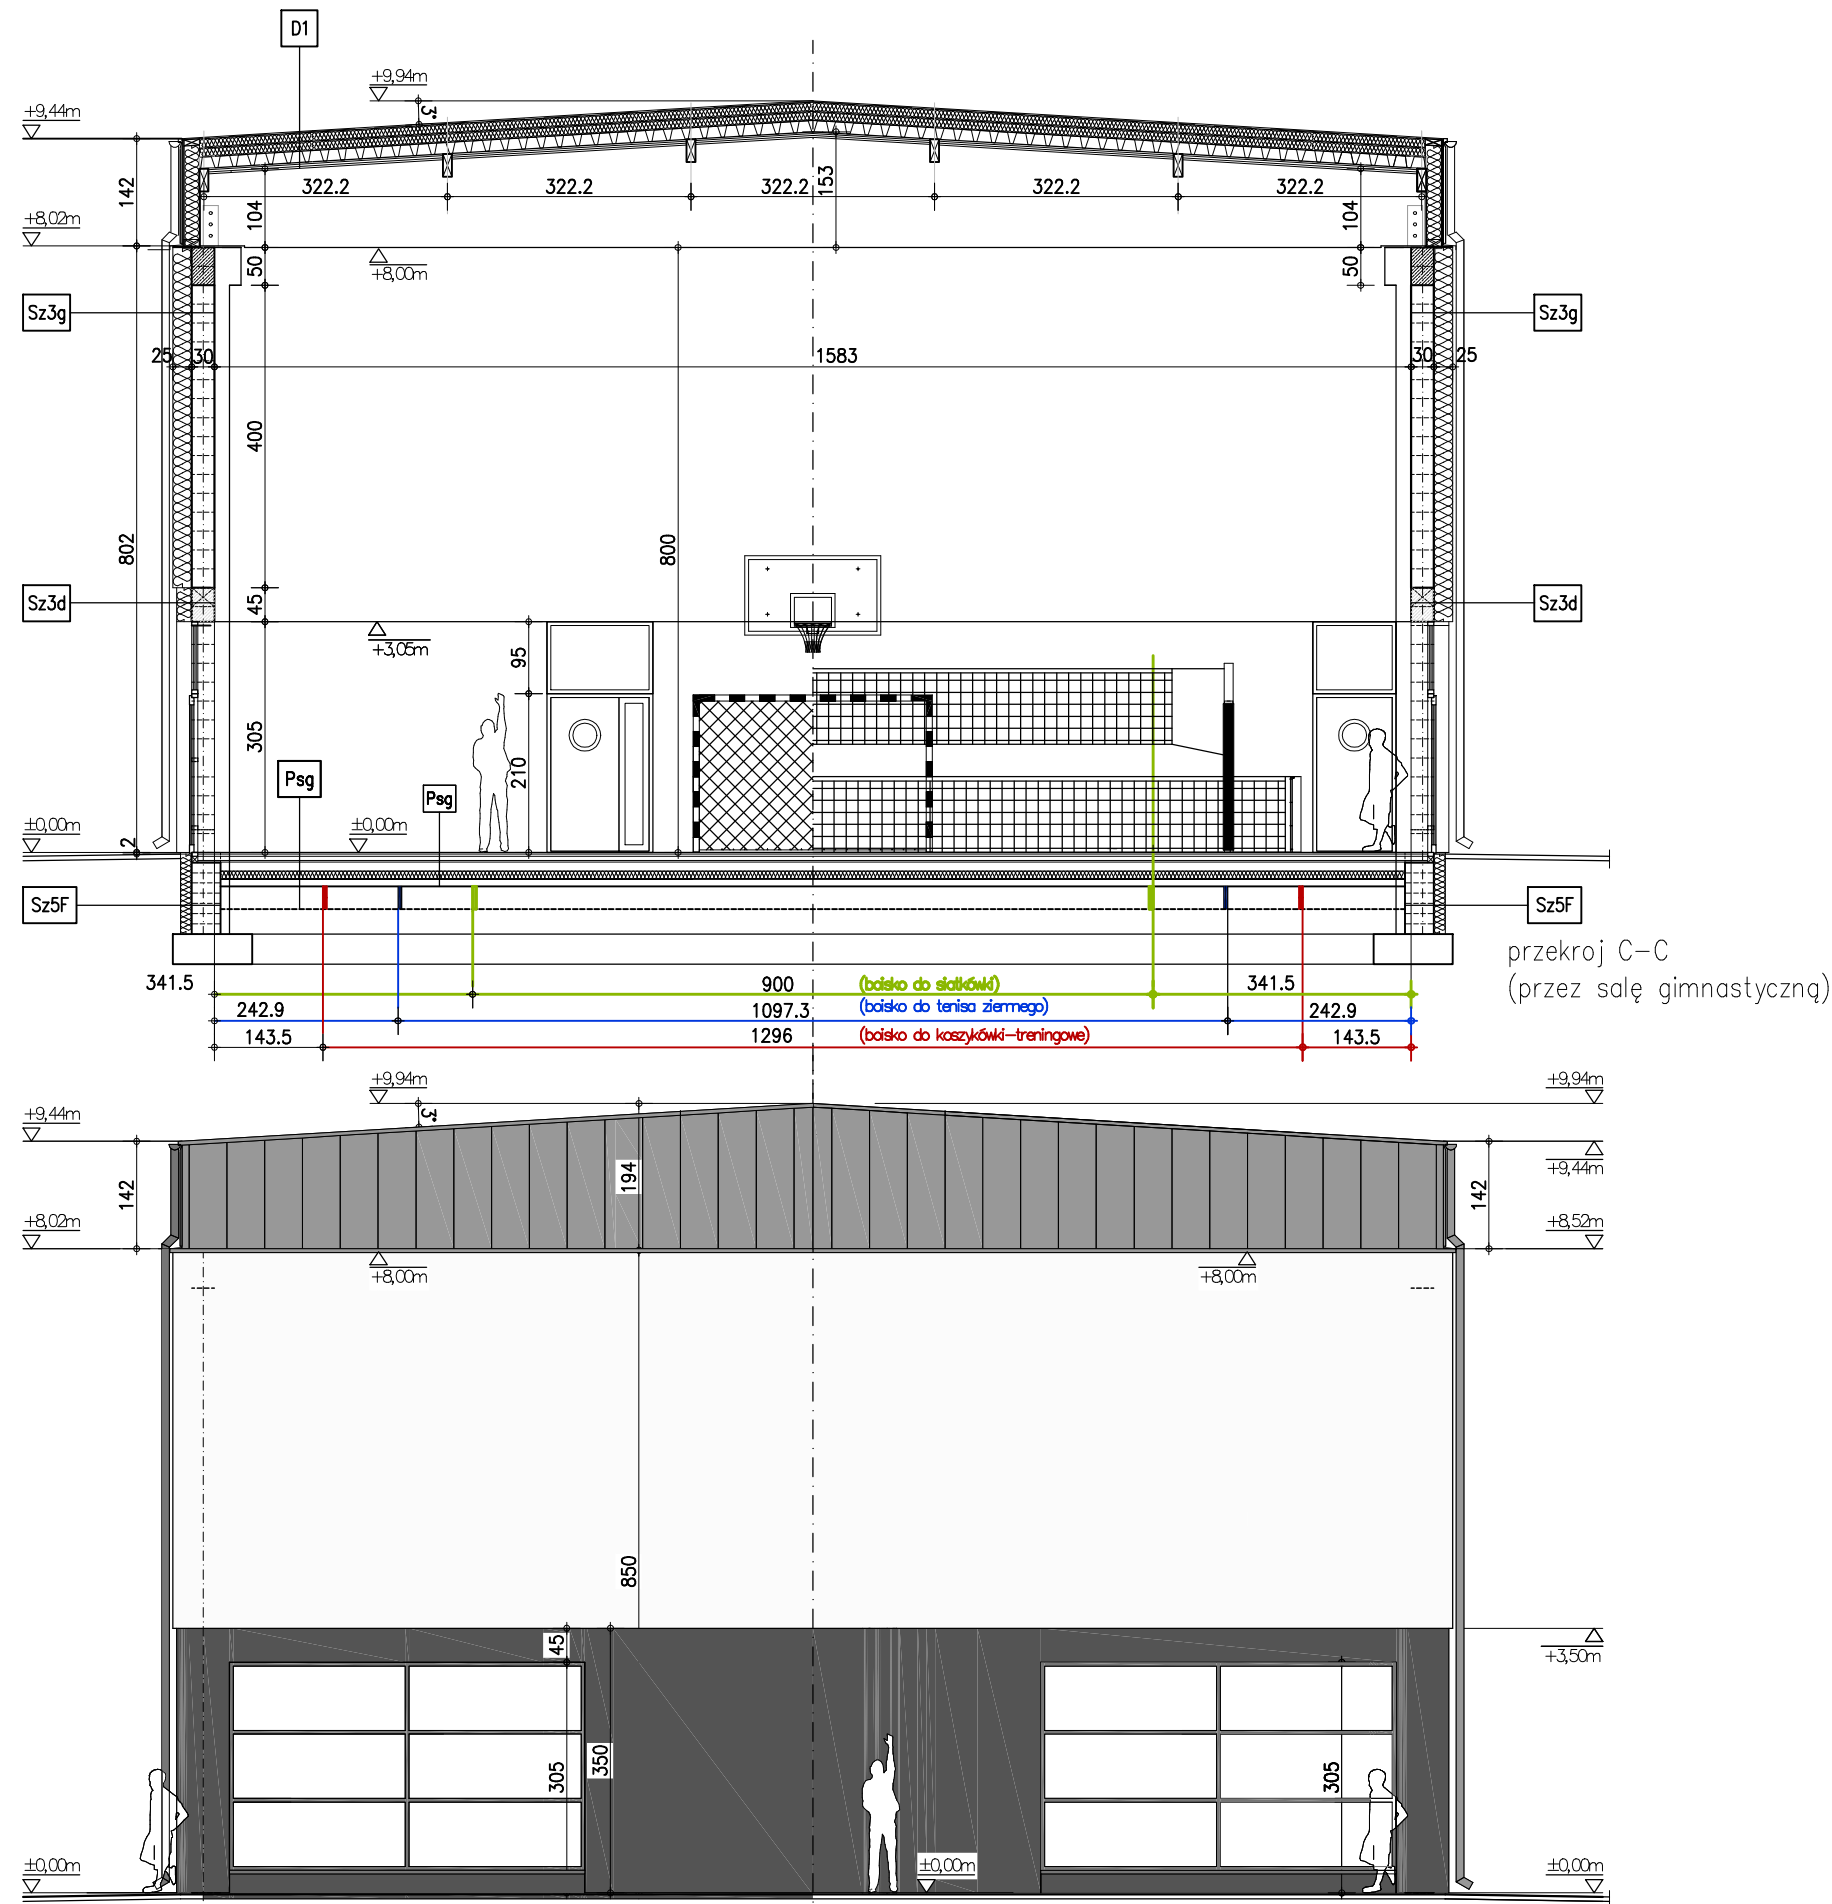 D1
+9,94m
+9,44m
3°
322.2 322.2 322.2 322.2 322.2
153
142
104
104
+8,02m
+8,00m
50
50
Sz3g
Sz3g
25 30 1583 30 25
400
802
800
Sz3d
Sz3d
45
+3,05m
95
305
210
Psg
Psg
±0,00m
±0,00m
2
Sz5F
Sz5F
przekroj C-C
(przez salę gimnastyczną)
341.5 900 (boisko do siatkówki) 341.5
242.9 1097.3 (boisko do tenisa ziemnego) 242.9
143.5 1296 (boisko do koszykówki-treningowe) 143.5
+9,94m
+9,94m
+9,44m
3°
+9,44m
142
194
142
+8,02m
+8,52m
+8,00m
+8,00m
850
45
+3,50m
305
350
305
±0,00m
±0,00m
±0,00m